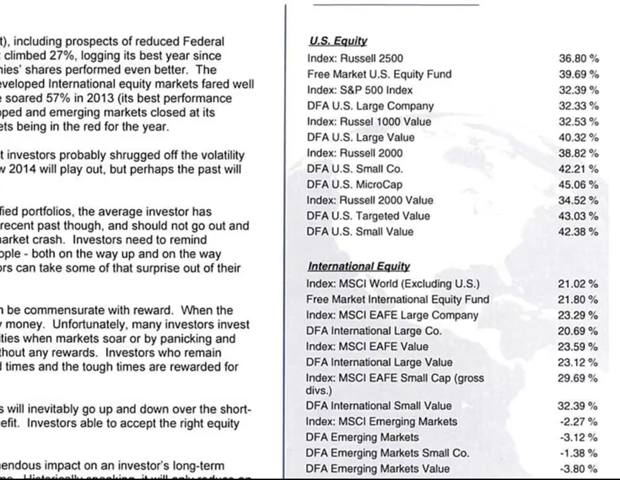 t), including prospects of reduced Federal
climbed 27%, logging its best year since
nies' shares performed even better. The
eveloped International equity markets fared well
soared 57% in 2013 (its best performance
ped and emerging markets closed at its
ets being in the red for the year.
t investors probably shrugged off the volatility
w 2014 will play out, but perhaps the past will
fied portfolios, the average investor has
recent past though, and should not go out and
arket crash. Investors need to remind
ople - both on the way up and on the way
ors can take some of that surprise out of their
n be commensurate with reward. When the
y money. Unfortunately, many investors invest
ities when markets soar or by panicking and
thout any rewards. Investors who remain
d times and the tough times are rewarded for
s will inevitably go up and down over the short-
efit. Investors able to accept the right equity
nendous impact on an investor's long-term
U.S. Equity
Index: Russell 2500 36.80 %
Free Market U.S. Equity Fund 39.69 %
Index: S&P 500 Index 32.39 %
DFA U.S. Large Company 32.33 %
Index: Russel 1000 Value 32.53 %
DFA U.S. Large Value 40.32 %
Index: Russell 2000 38.82 %
DFA U.S. Small Co. 42.21 %
DFA U.S. MicroCap 45.06 %
Index: Russell 2000 Value 34.52 %
DFA U.S. Targeted Value 43.03 %
DFA U.S. Small Value 42.38 %
International Equity
Index: MSCI World (Excluding U.S.) 21.02 %
Free Market International Equity Fund 21.80 %
Index: MSCI EAFE Large Company 23.29 %
DFA International Large Co. 20.69 %
Index: MSCI EAFE Value 23.59 %
DFA International Large Value 23.12 %
Index: MSCI EAFE Small Cap (gross 29.69 %
divs.)
DFA International Small Value 32.39 %
Index: MSCI Emerging Markets -2.27 %
DFA Emerging Markets -3.12 %
DFA Emerging Markets Small Co. -1.38 %
DFA Emerging Markets Value -3.80 %